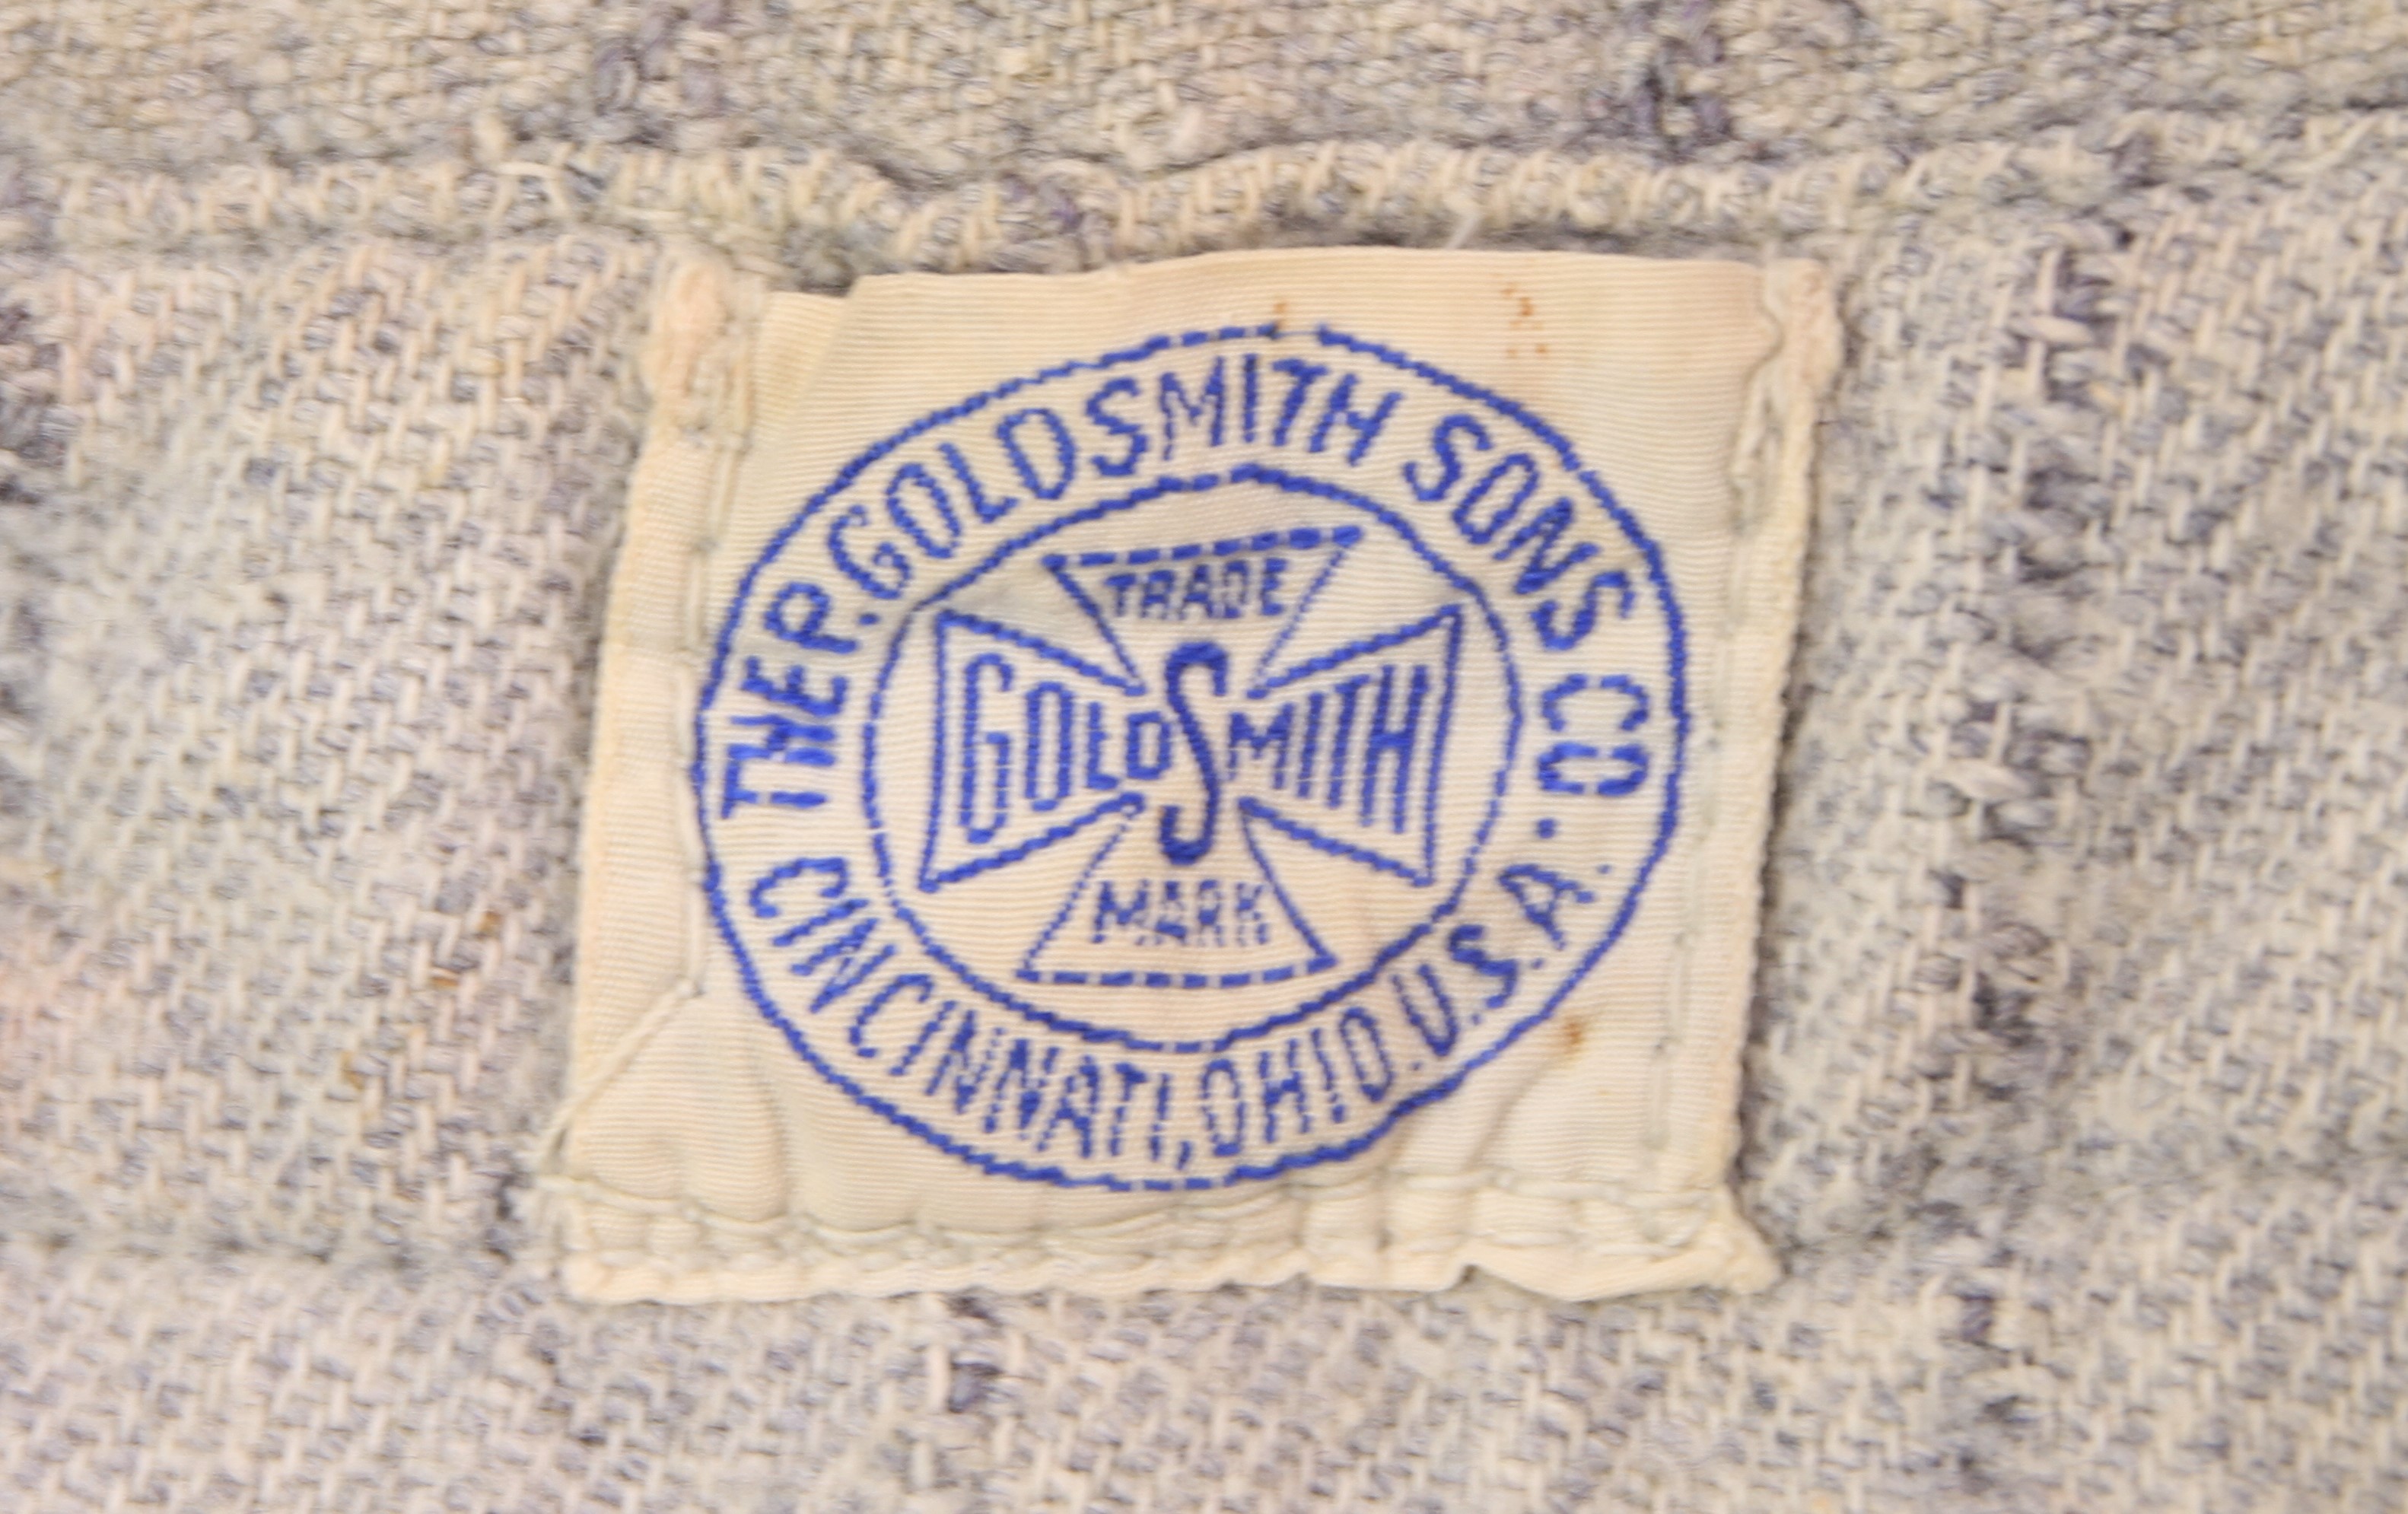 THE P. GOLDSMITH SONS CO.
TRADE
GOLDSMITH
MARK
CINCINNATI, OHIO. U.S.A.